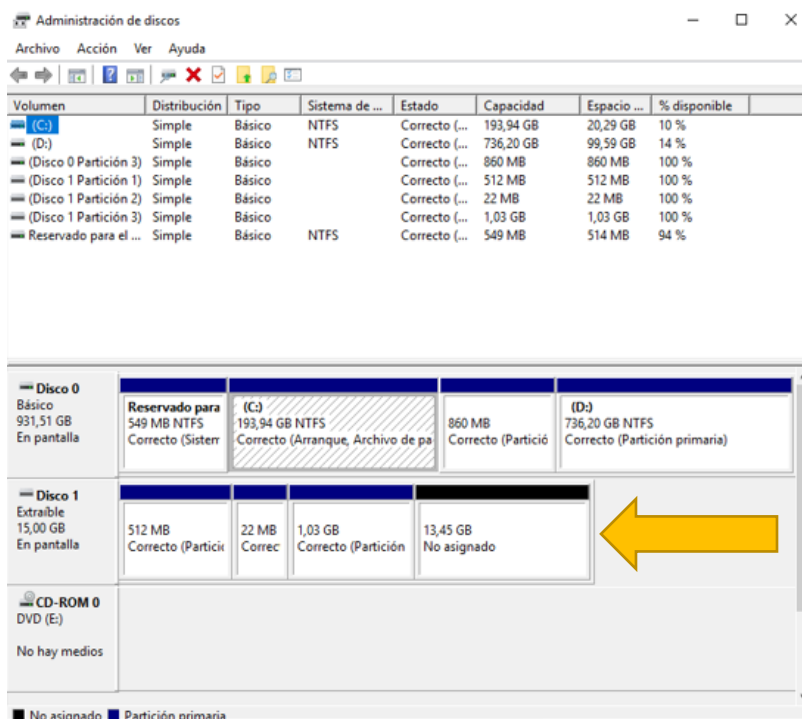 Administración de discos
Archivo Acción Ver Ayuda
Volumen Distribución Tipo Sistema de ... Estado Capacidad Espacio ... % disponible
(C:) Simple Básico NTFS Correcto (... 193,94 GB 20,29 GB 10 %
(D:) Simple Básico NTFS Correcto (... 736,20 GB 99,59 GB 14 %
(Disco 0 Partición 3) Simple Básico Correcto (... 860 MB 860 MB 100 %
(Disco 1 Partición 1) Simple Básico Correcto (... 512 MB 512 MB 100 %
(Disco 1 Partición 2) Simple Básico Correcto (... 22 MB 22 MB 100 %
(Disco 1 Partición 3) Simple Básico Correcto (... 1,03 GB 1,03 GB 100 %
Reservado para el ... Simple Básico NTFS Correcto (... 549 MB 514 MB 94 %
Disco 0
Básico
931,51 GB
En pantalla
Reservado para
549 MB NTFS
Correcto (Sistem
(C:)
193,94 GB NTFS
Correcto (Arranque, Archivo de pa
860 MB
Correcto (Partició
(D:)
736,20 GB NTFS
Correcto (Partición primaria)
Disco 1
Extraíble
15,00 GB
En pantalla
512 MB
Correcto (Partició
22 MB
Correc
1,03 GB
Correcto (Partición
13,45 GB
No asignado
CD-ROM 0
DVD (E:)
No hay medios
No asignado Partición primaria